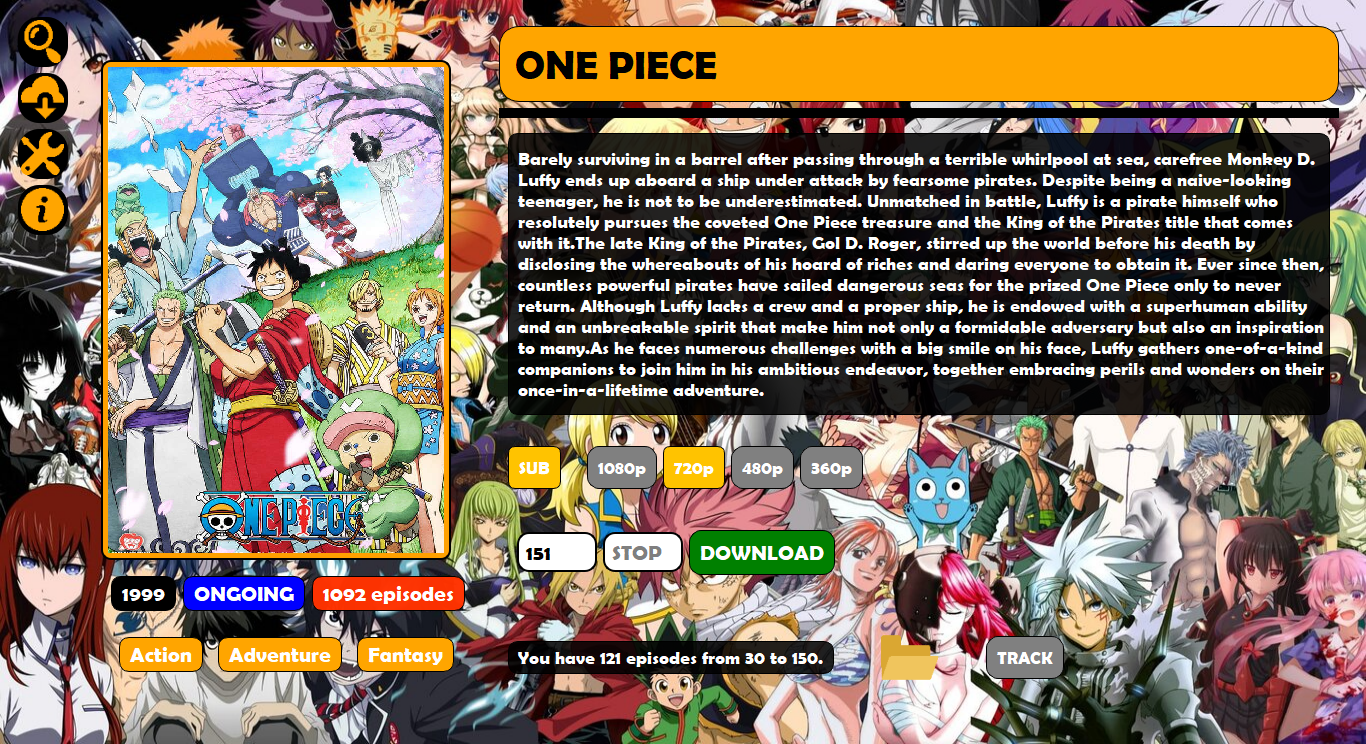 ONE PIECE
Barely surviving in a barrel after passing through a terrible whirlpool at sea, carefree Monkey D.
Luffy ends up aboard a ship under attack by fearsome pirates. Despite being a naive-looking
teenager, he is not to be underestimated. Unmatched in battle, Luffy is a pirate himself who
resolutely pursues the coveted One Piece treasure and the King of the Pirates title that comes
with it.The late King of the Pirates, Gol D. Roger, stirred up the world before his death by
disclosing the whereabouts of his hoard of riches and daring everyone to obtain it. Ever since then,
countless powerful pirates have sailed dangerous seas for the prized One Piece only to never
return. Although Luffy lacks a crew and a proper ship, he is endowed with a superhuman ability
and an unbreakable spirit that make him not only a formidable adversary but also an inspiration
to many.As he faces numerous challenges with a big smile on his face, Luffy gathers one-of-a-kind
companions to join him in his ambitious endeavor, together embracing perils and wonders on their
once-in-a-lifetime adventure.
SUB 1080p 720p 480p 360p
ONE PIECE
151 STOP DOWNLOAD
1999 ONGOING 1092 episodes
Action Adventure Fantasy
You have 121 episodes from 30 to 150.
TRACK